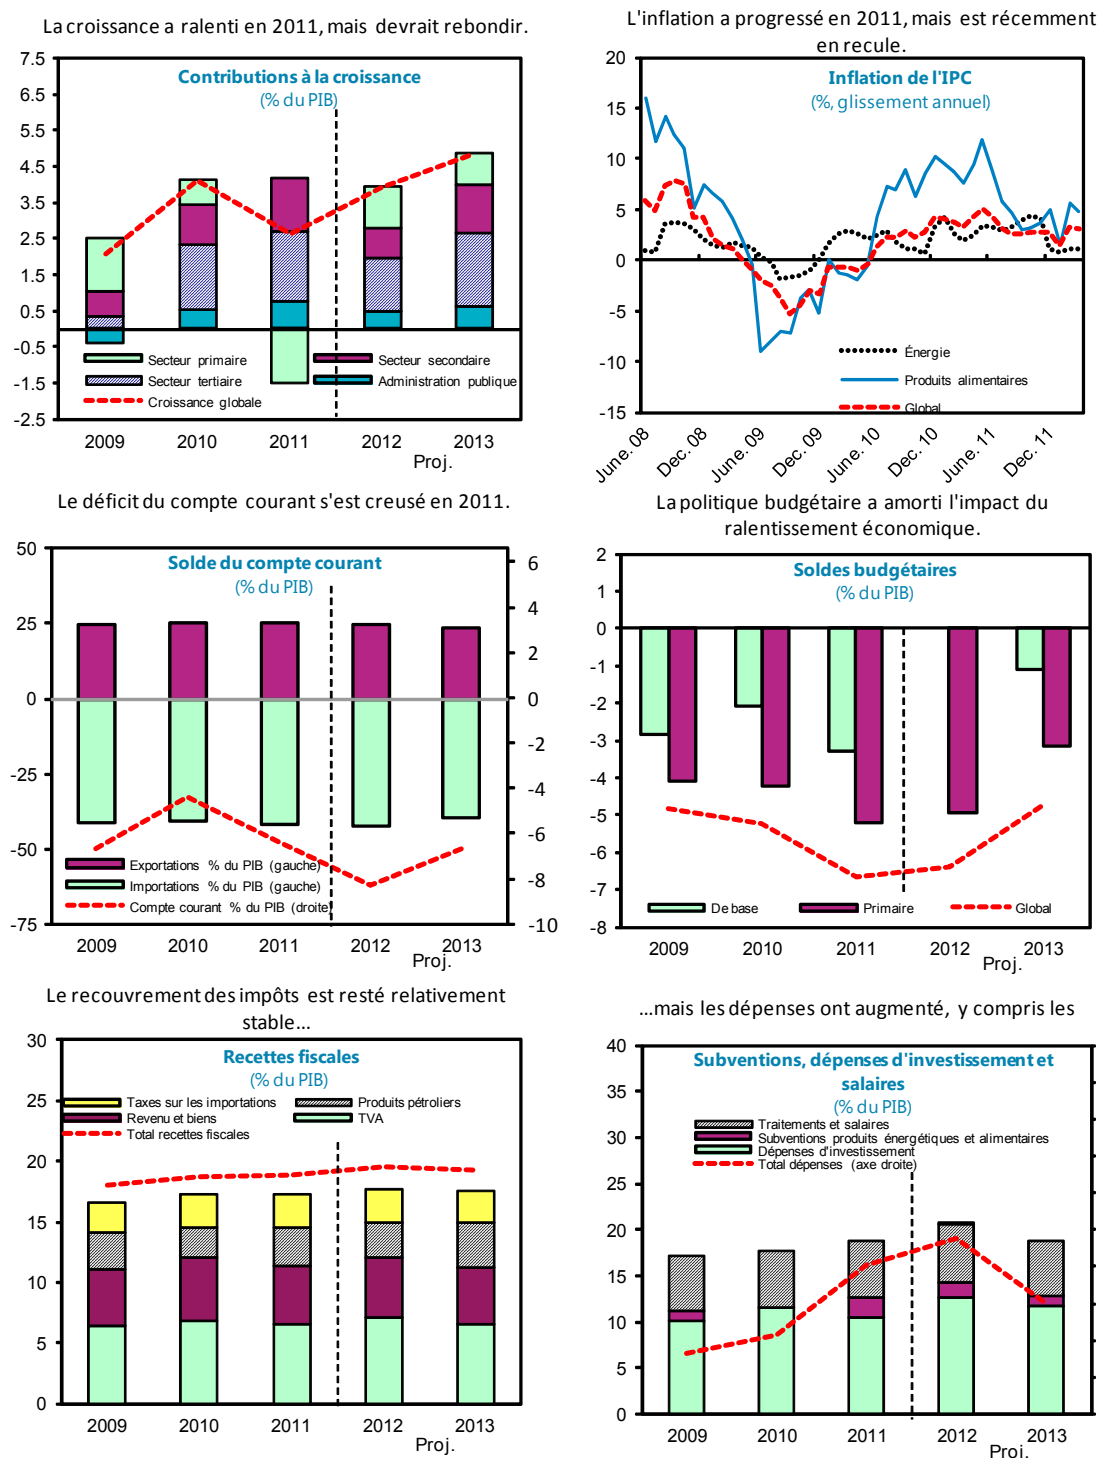 La croissance a ralenti en 2011, mais devrait rebondir.
7.5
6.5
5.5
4.5
3.5
2.5
1.5
0.5
-0.5
-1.5
-2.5
Contributions à la croissance
(% du PIB)
Secteur primaire
Secteur secondaire
Secteur tertiaire
Administration publique
Croissance globale
2009
2010
2011
2012
2013
Proj.
L'inflation a progressé en 2011, mais est récemment
en recule.
20
15
10
5
0
-5
-10
-15
Inflation de l'IPC
(%, glissement annuel)
Énergie
Produits alimentaires
Global
June. 08
Dec. 08
June. 09
Dec. 09
June. 10
Dec. 10
June. 11
Dec. 11
Le déficit du compte courant s'est creusé en 2011.
50
25
0
-25
-50
-75
Solde du compte courant
(% du PIB)
6
4
2
0
-2
-4
-6
-8
-10
Exportations % du PIB (gauche)
Importations % du PIB (gauche)
Compte courant % du PIB (droite)
2009
2010
2011
2012
2013
Proj.
La politique budgétaire a amorti l'impact du
ralentissement économique.
2
1
0
-1
-2
-3
-4
-5
-6
-7
-8
Soldes budgétaires
(% du PIB)
De base
Primaire
Global
2009
2010
2011
2012
2013
Proj.
Le recouvrement des impôts est resté relativement
stable...
30
25
20
15
10
5
0
Recettes fiscales
(% du PIB)
Taxes sur les importations
Produits pétroliers
Revenu et biens
TVA
Total recettes fiscales
2009
2010
2011
2012
2013
Proj.
...mais les dépenses ont augmenté, y compris les
40
35
30
25
20
15
10
5
0
Subventions, dépenses d'investissement et
salaires
(% du PIB)
Traitements et salaires
Subventions produits énergétiques et alimentaires
Dépenses d'investissement
Total dépenses (axe droite)
2009
2010
2011
2012
2013
Proj.